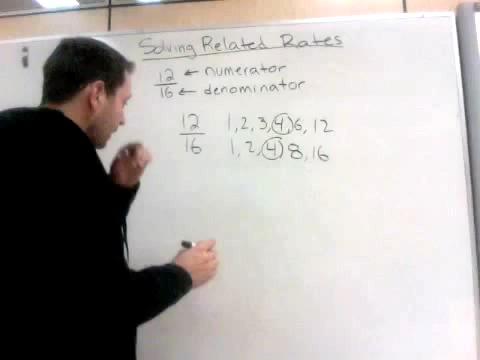 Solving Related Rates
12 ← numerator
16 ← denominator
12 1, 2, 3, 4, 6, 12
16 1, 2, 4, 8, 16